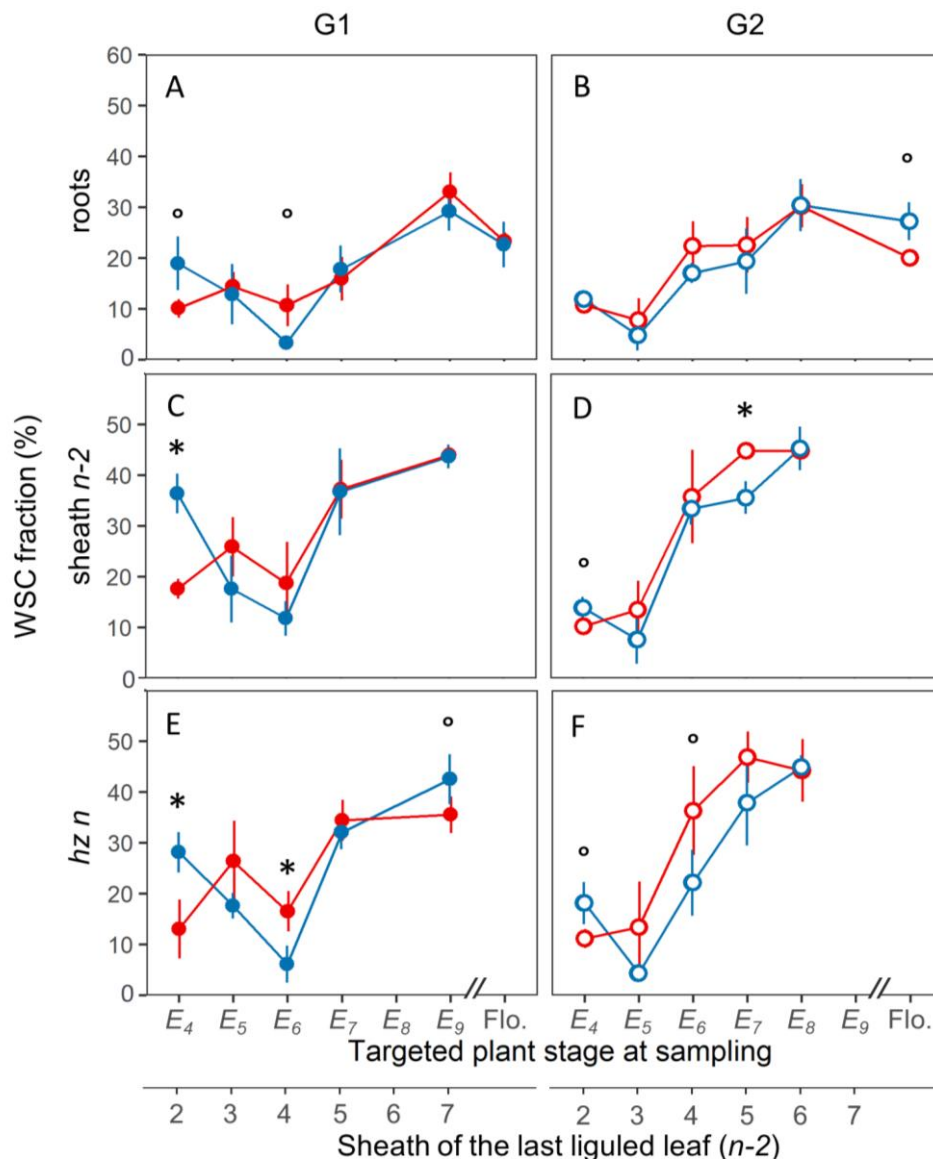 G1 G2
WSC fraction (%)
roots
60
50
40
30
20
10
0
A
°
°
B
°
sheath n-2
50
40
30
20
10
0
C
*
D
°
*
hz n
50
40
30
20
10
0
E
*
*
°
F
°
°
E4 E5 E6 E7 E8 E9 // Flo. E4 E5 E6 E7 E8 E9 // Flo.
Targeted plant stage at sampling
2 3 4 5 6 7 2 3 4 5 6 7
Sheath of the last liguled leaf (n-2)